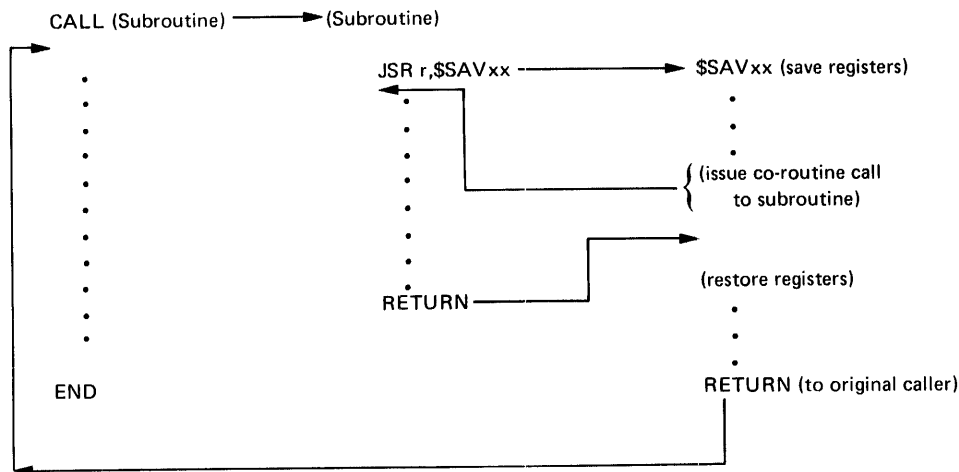 CALL (Subroutine) (Subroutine)
JSR r,$SAVxx $SAVxx (save registers)
(issue co-routine call
to subroutine)
(restore registers)
RETURN
END
RETURN (to original caller)